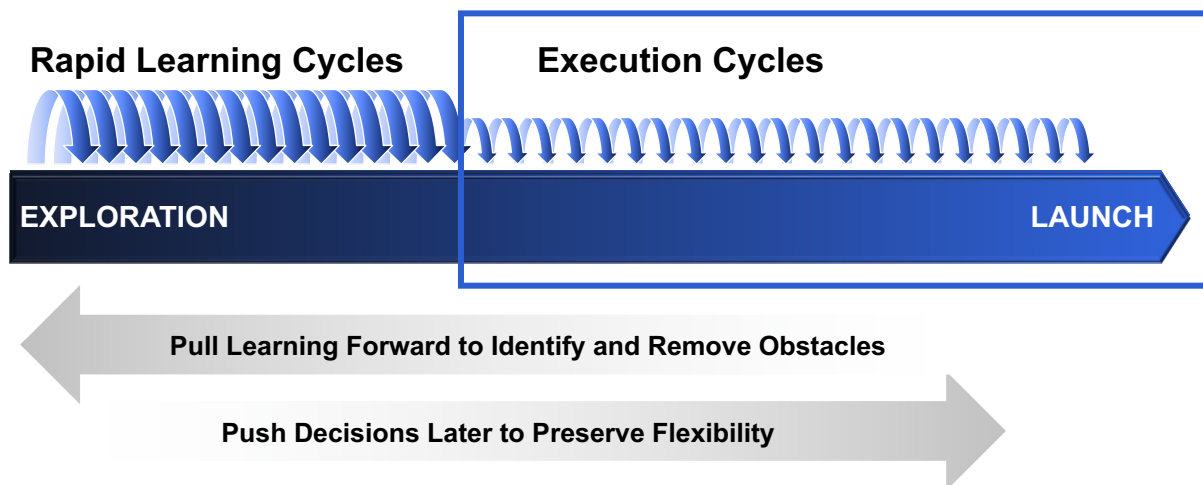 Rapid Learning Cycles
Execution Cycles
EXPLORATION
LAUNCH
Pull Learning Forward to Identify and Remove Obstacles
Push Decisions Later to Preserve Flexibility